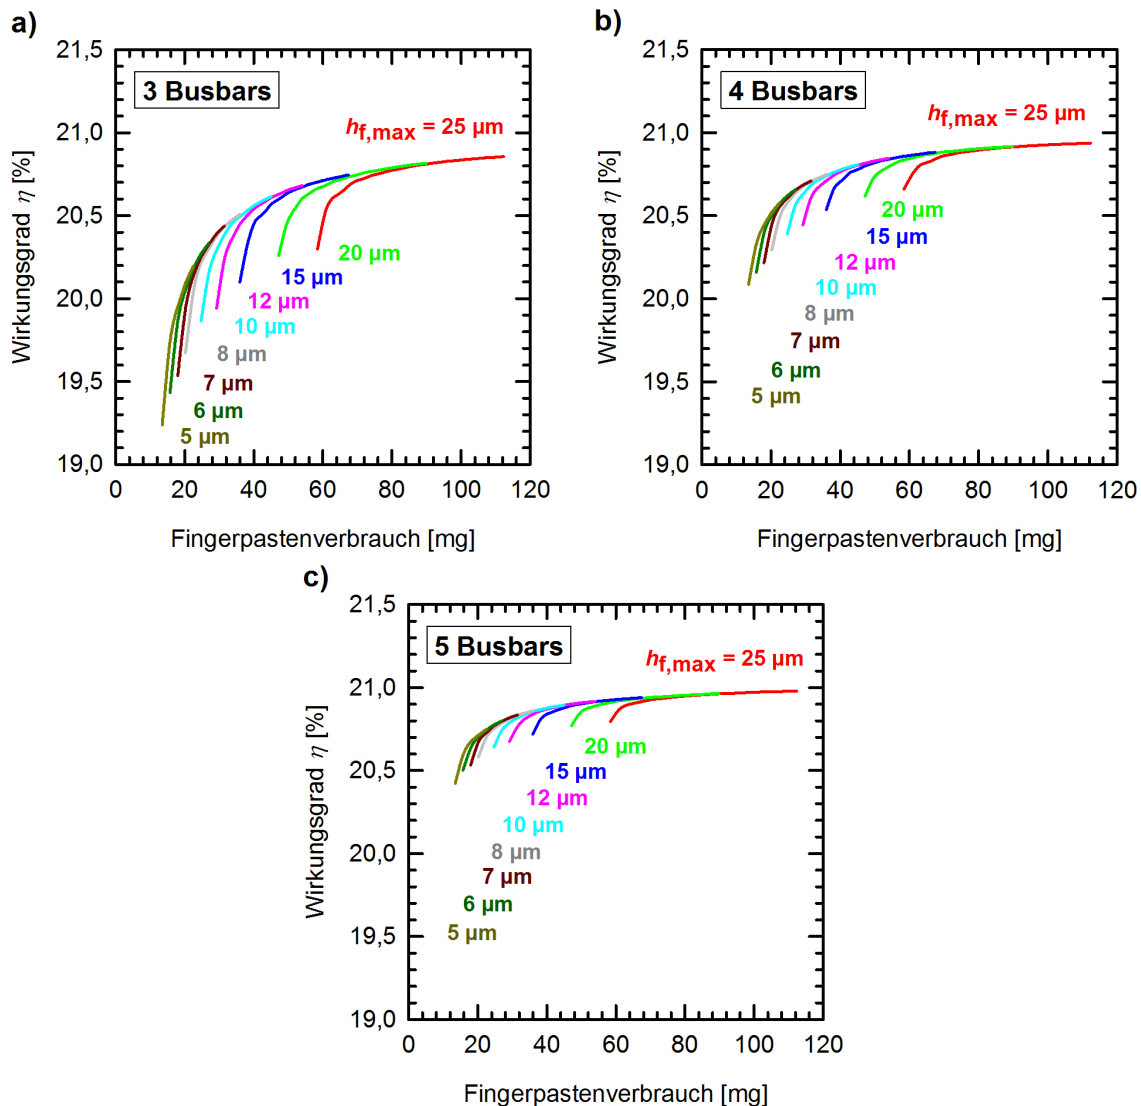 a)
21,5
21,0
20,5
20,0
19,5
19,0
Wirkungsgrad η [%]
3 Busbars
hf,max = 25 µm
20 µm
15 µm
12 µm
10 µm
8 µm
7 µm
6 µm
5 µm
0 20 40 60 80 100 120
Fingerpastenverbrauch [mg]
b)
21,5
21,0
20,5
20,0
19,5
19,0
Wirkungsgrad η [%]
4 Busbars
hf,max = 25 µm
20 µm
15 µm
12 µm
10 µm
8 µm
7 µm
6 µm
5 µm
0 20 40 60 80 100 120
Fingerpastenverbrauch [mg]
c)
21,5
21,0
20,5
20,0
19,5
19,0
Wirkungsgrad η [%]
5 Busbars
hf,max = 25 µm
20 µm
15 µm
12 µm
10 µm
8 µm
7 µm
6 µm
5 µm
0 20 40 60 80 100 120
Fingerpastenverbrauch [mg]